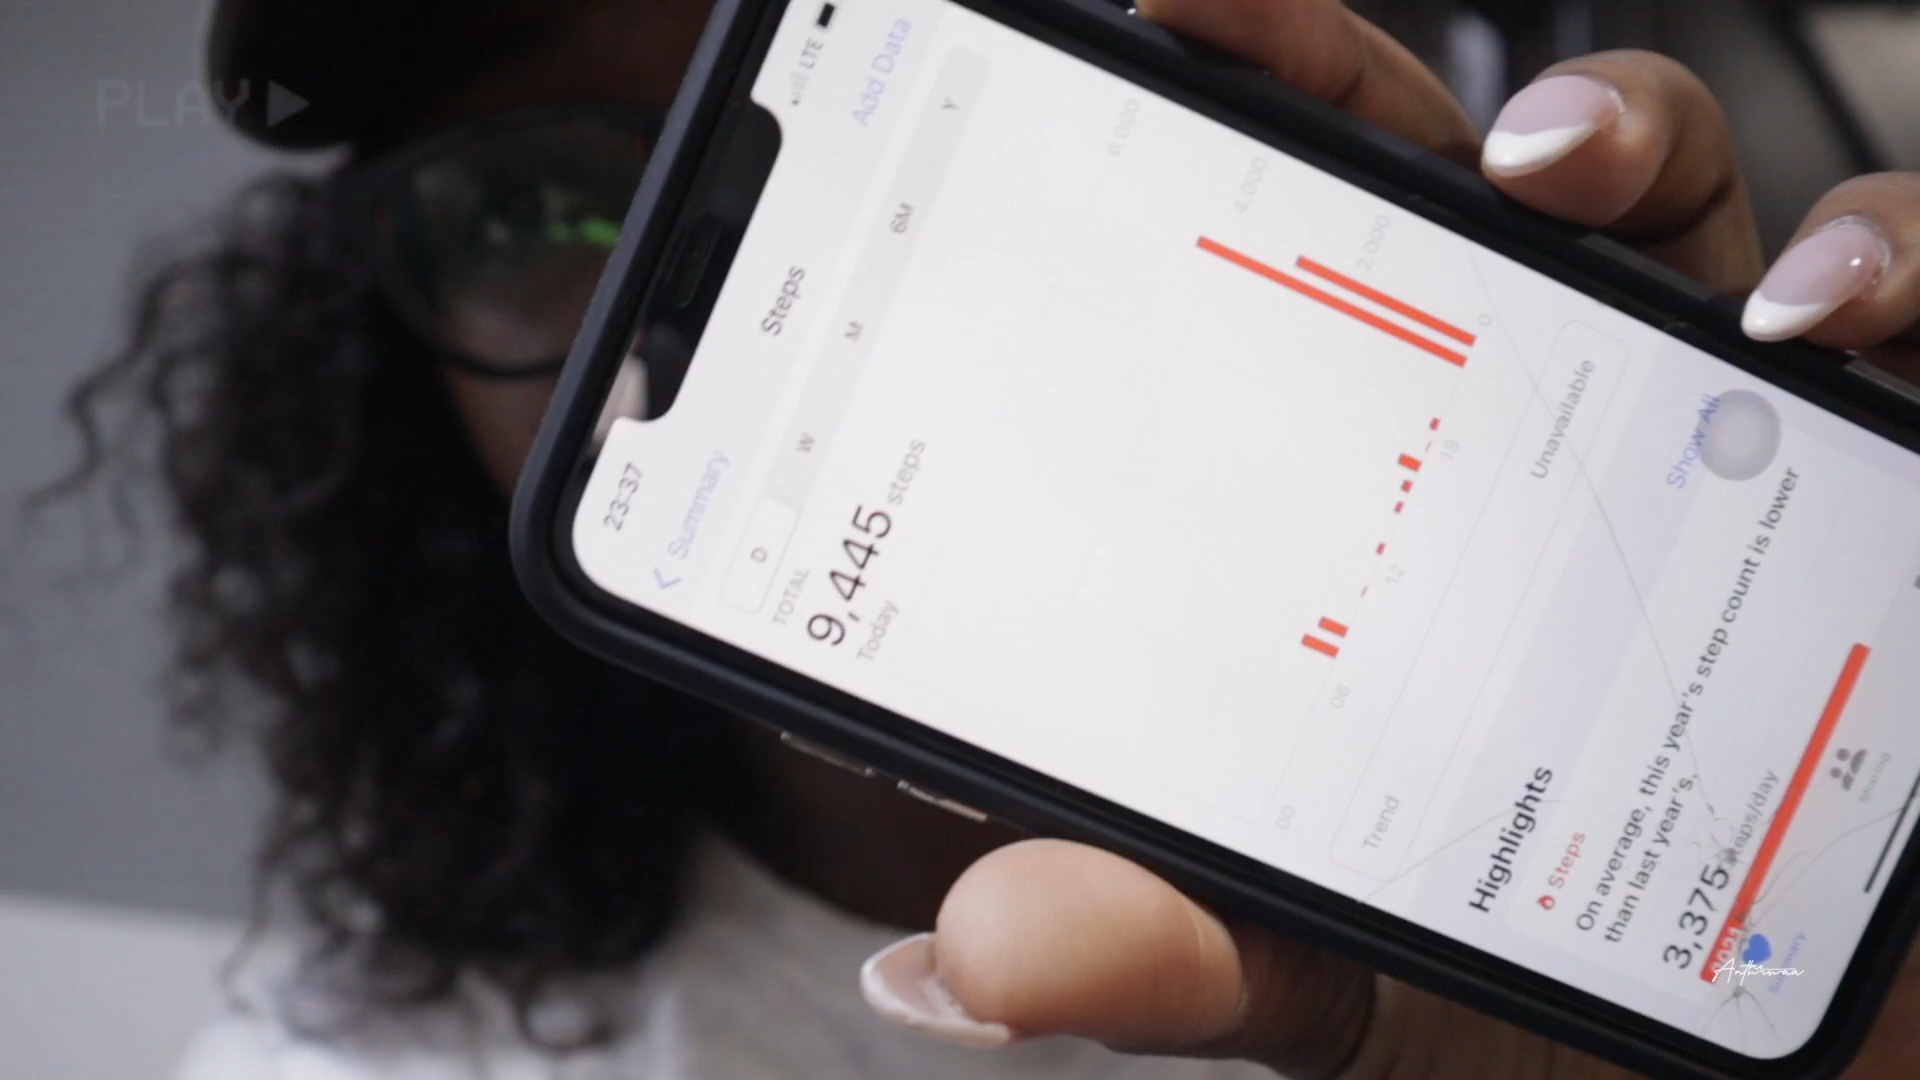 PLAY
23:37
LTE
Summary
Steps
Add Data
D
W
M
6M
Y
TOTAL
9,445 steps
Today
6,000
4,000
2,000
0
00
06
12
18
Trend
Unavailable
Highlights
Show All
Steps
On average, this year's step count is lower
than last year's.
3,375 steps/day
2021
Summary
Sharing